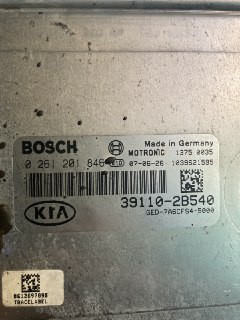 BOSCH
Made in Germany
MOTRONIC 1375 0035
0 261 201 846
07-06-26 1039S21595
39110-2B540
KIA
GED-7A6CFS4-5000
TRACELABEL